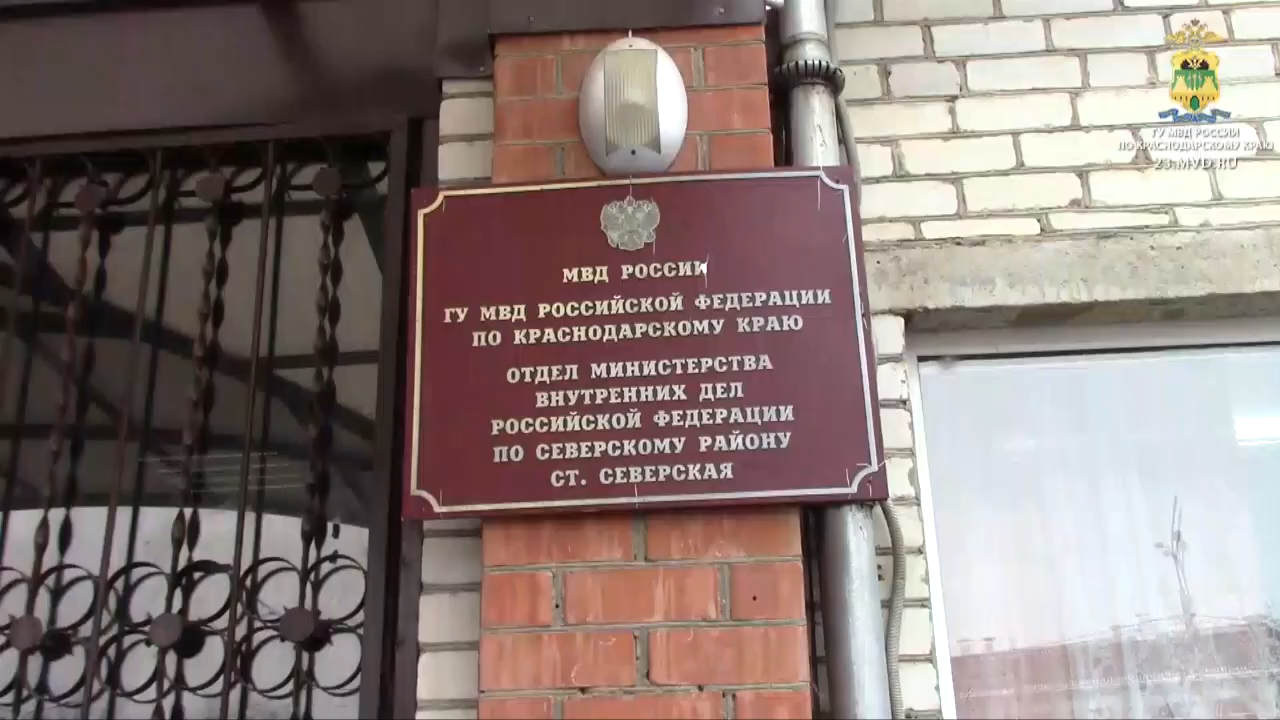 МВД РОССИИ
ГУ МВД РОССИЙСКОЙ ФЕДЕРАЦИИ
ПО КРАСНОДАРСКОМУ КРАЮ
ОТДЕЛ МИНИСТЕРСТВА
ВНУТРЕННИХ ДЕЛ
РОССИЙСКОЙ ФЕДЕРАЦИИ
ПО СЕВЕРСКОМУ РАЙОНУ
СТ. СЕВЕРСКАЯ
ГУ МВД РОССИИ
ПО КРАСНОДАРСКОМУ КРАЮ
23.MVD.RU